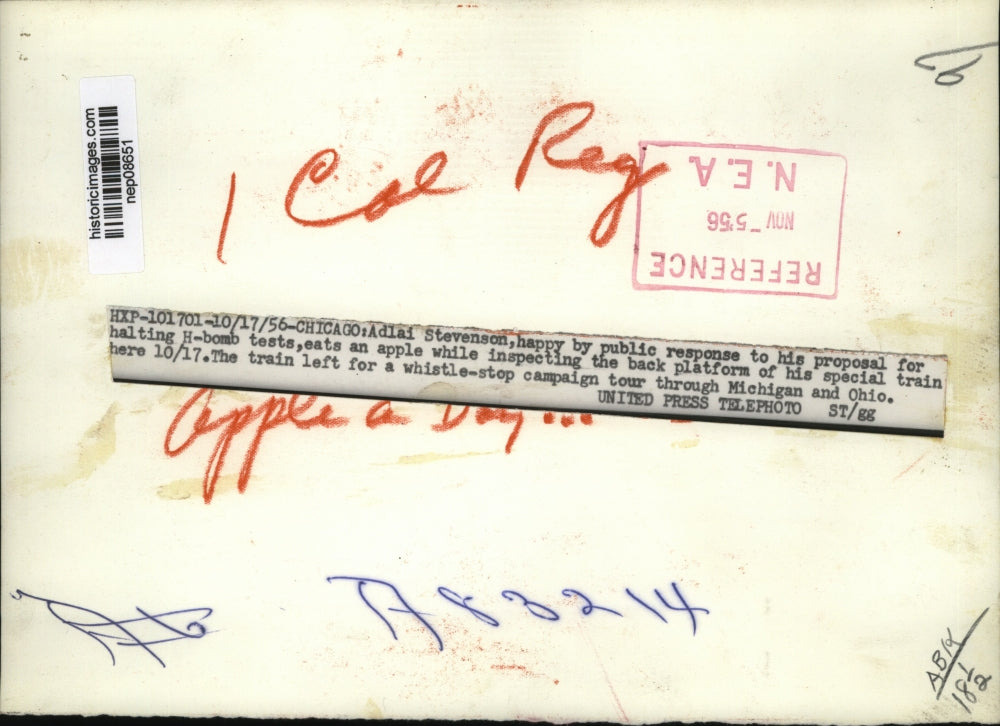 historicimages.com
nep08651
1 Col Reg
REFERENCE
NOV -5'56
N.E.A.
HXP-101701-10/17/56-CHICAGO:Adlai Stevenson,happy by public response to his proposal for
halting H-bomb tests,eats an apple while inspecting the back platform of his special train
here 10/17.The train left for a whistle-stop campaign tour through Michigan and Ohio.
UNITED PRESS TELEPHOTO ST/gg
Apple a Day...
A83214
ABK